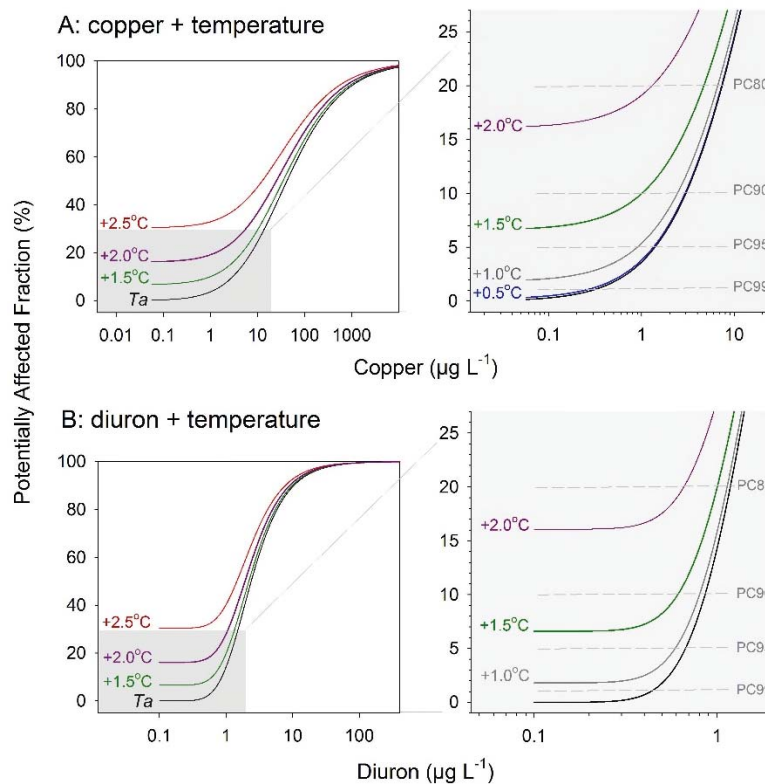 A: copper + temperature
Potentially Affected Fraction (%)
100
80
60
40
20
0
+2.5°C
+2.0°C
+1.5°C
Ta
0.01
0.1
1
10
100
1000
25
20
15
10
5
0
PC80
PC90
PC95
PC99
+2.0°C
+1.5°C
+1.0°C
+0.5°C
0.1
1
10
Copper (µg L⁻¹)
B: diuron + temperature
100
80
60
40
20
0
+2.5°C
+2.0°C
+1.5°C
Ta
0.1
1
10
100
25
20
15
10
5
0
PC8
PC9
PC9
PC9
+2.0°C
+1.5°C
+1.0°C
0.1
1
Diuron (µg L⁻¹)